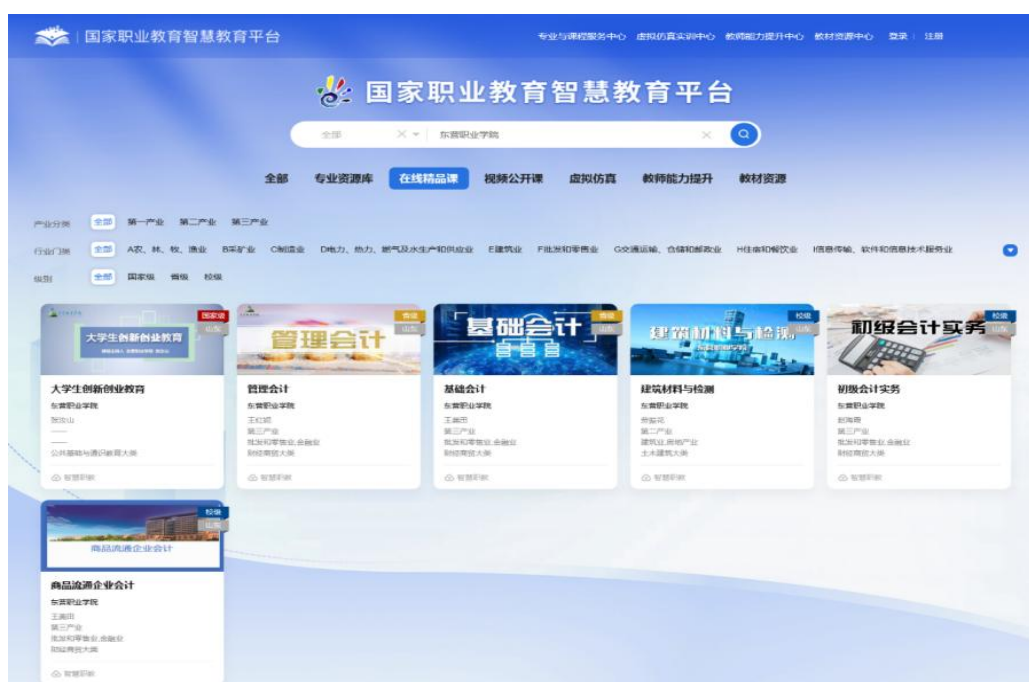 国家职业教育智慧教育平台
专业与课程服务中心 虚拟仿真实训中心 教师能力提升中心 教材资源中心 登录 注册
国家职业教育智慧教育平台
全部 东营职业学院
全部 专业资源库 在线精品课 视频公开课 虚拟仿真 教师能力提升 教材资源
产业分类 全部 第一产业 第二产业 第三产业
行业门类 全部 A农、林、牧、渔业 B采矿业 C制造业 D电力、热力、燃气及水生产和供应业 E建筑业 F批发和零售业 G交通运输、仓储和邮政业 H住宿和餐饮业 I信息传输、软件和信息技术服务业
级别 全部 国家级 省级 校级
国家级
山东
大学生创新创业教育
大学生创新创业教育
东营职业学院
公共基础与通识教育大类
智慧职教
省级
山东
管理会计
管理会计
东营职业学院
第三产业
批发和零售业,金融业
财经商贸大类
智慧职教
省级
山东
基础会计
基础会计
东营职业学院
第三产业
批发和零售业,金融业
财经商贸大类
智慧职教
校级
山东
建筑材料与检测
建筑材料与检测
东营职业学院
第二产业
建筑业,房地产业
土木建筑大类
智慧职教
校级
山东
初级会计实务
初级会计实务
东营职业学院
第三产业
批发和零售业,金融业
财经商贸大类
智慧职教
校级
山东
商品流通企业会计
商品流通企业会计
东营职业学院
第三产业
批发和零售业,金融业
财经商贸大类
智慧职教